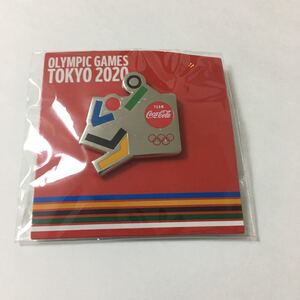 OLYMPIC GAMES
TOKYO 2020
TEAM
Coca-Cola